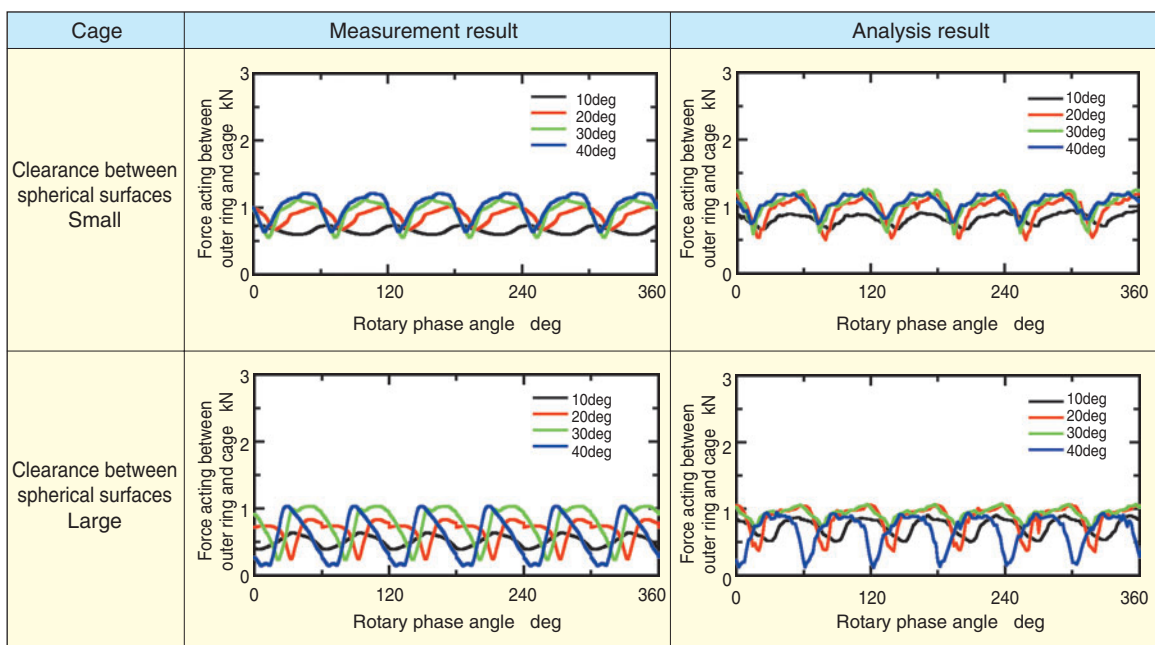 Cage
Measurement result
Analysis result
Clearance between
spherical surfaces
Small
Force acting between
outer ring and cage kN
3
2
1
0
0
120
240
360
10deg
20deg
30deg
40deg
Rotary phase angle deg
Force acting between
outer ring and cage kN
3
2
1
0
0
120
240
360
10deg
20deg
30deg
40deg
Rotary phase angle deg
Clearance between
spherical surfaces
Large
Force acting between
outer ring and cage kN
3
2
1
0
0
120
240
360
10deg
20deg
30deg
40deg
Rotary phase angle deg
Force acting between
outer ring and cage kN
3
2
1
0
0
120
240
360
10deg
20deg
30deg
40deg
Rotary phase angle deg